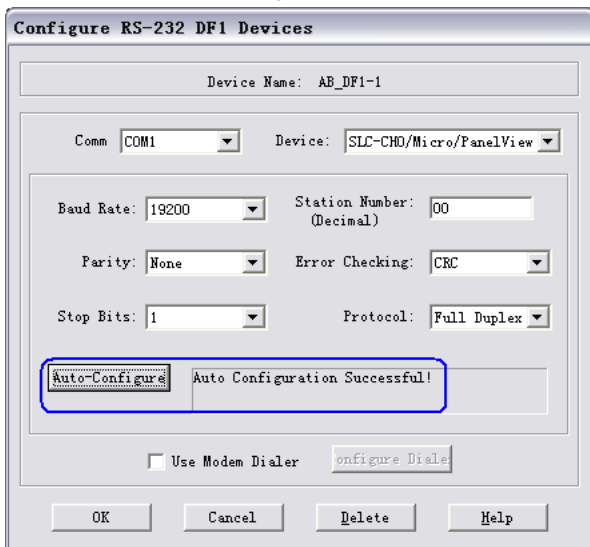 Configure RS-232 DF1 Devices
Device Name: AB_DF1-1
Comm COM1 Device: SLC-CH0/Micro/PanelView
Baud Rate: 19200 Station Number: 00
(Decimal)
Parity: None Error Checking: CRC
Stop Bits: 1 Protocol: Full Duplex
Auto-Configure Auto Configuration Successful!
Use Modem Dialer onfigure Diale
OK Cancel Delete Help